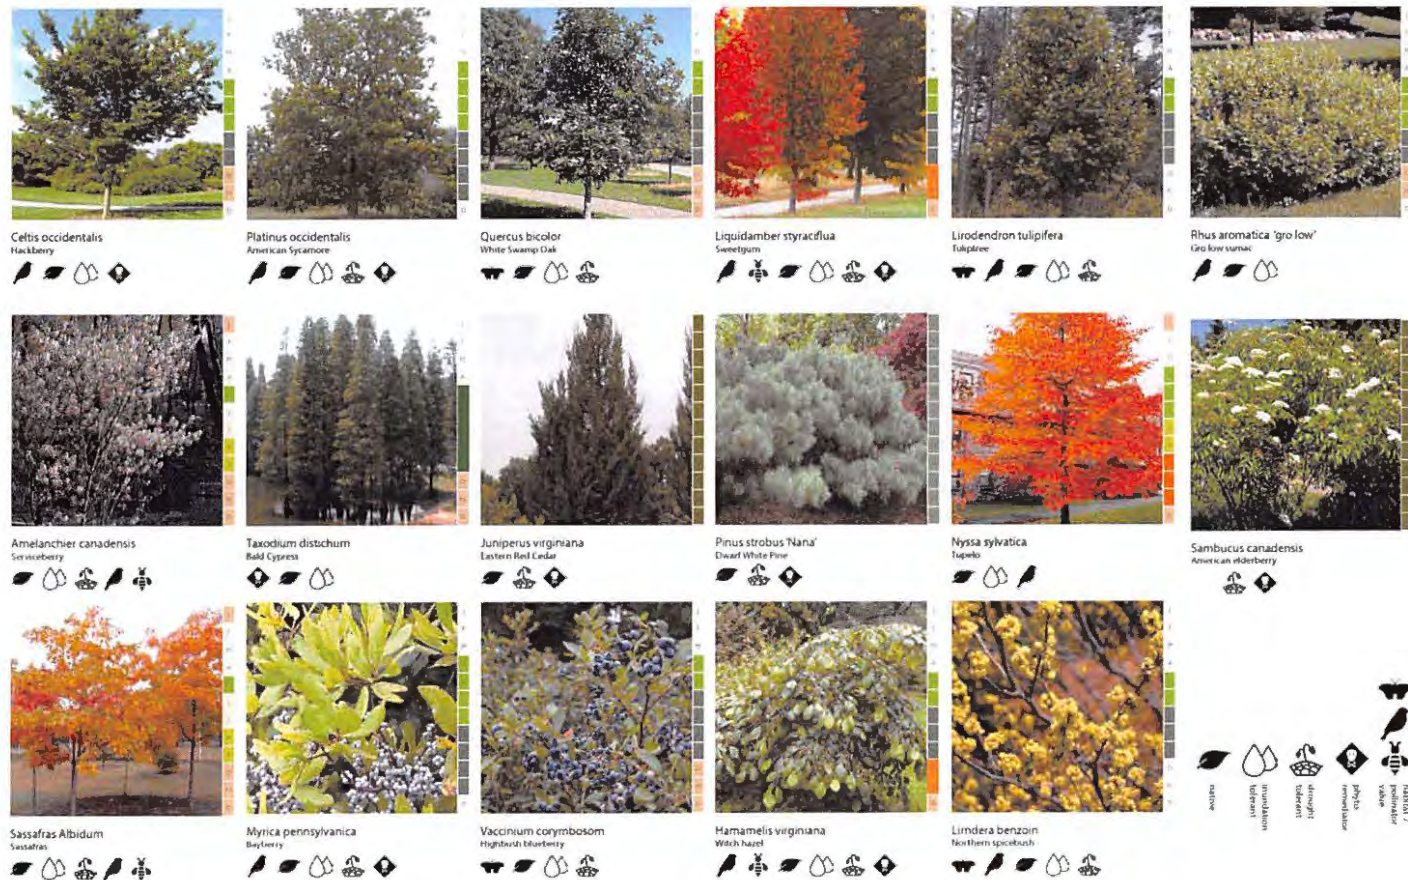 Celtis occidentalis
Hackberry
Platinus occidentalis
American Sycamore
Quercus bicolor
White Swamp Oak
Liquidamber styraciflua
Sweetgum
Lirodendron tulipifera
Tuliptree
Rhus aromatica 'gro low'
Gro low sumac
Amelanchier canadensis
Serviceberry
Taxodium distichum
Bald Cypress
Juniperus virginiana
Eastern Red Cedar
Pinus strobus 'Nana'
Dwarf White Pine
Nyssa sylvatica
Tupelo
Sambucus canadensis
American elderberry
Sassafras Albidum
Sassafras
Myrica pennsylvanica
Bayberry
Vaccinium corymbosom
Highbush blueberry
Hamamelis virginiana
Witch hazel
Limdera benzoin
Northern spicebush
native
inundation
tolerant
drought
tolerant
phyto
remediator
habitat /
pollinator
value